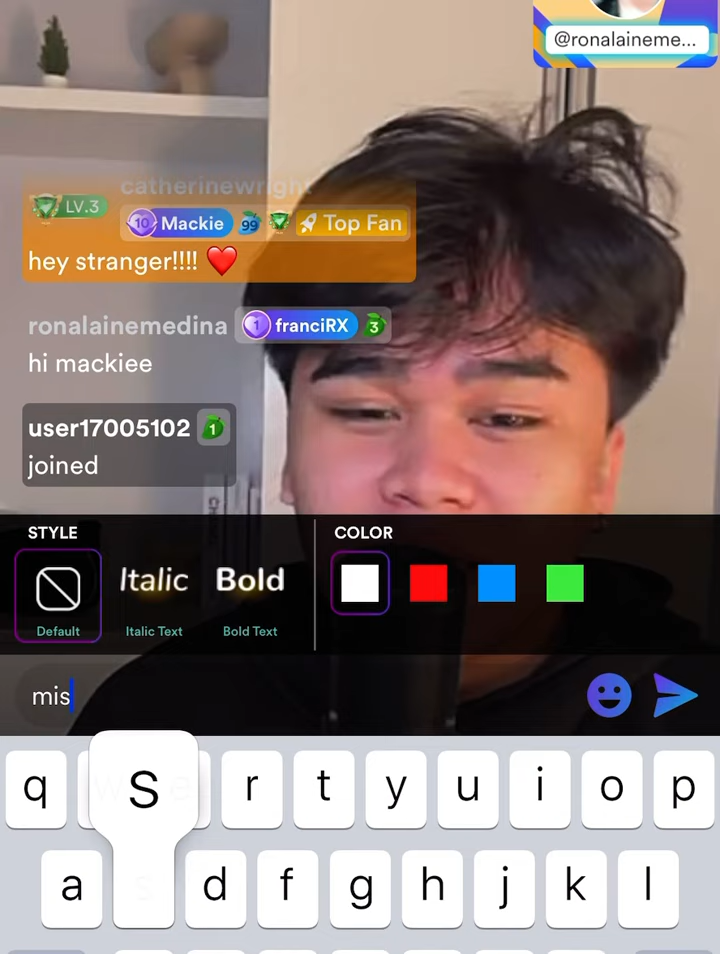 @ronalaineme...
catherinewright
LV.3
10 Mackie 99 Top Fan
hey stranger!!!! ❤️
ronalainemedina 1 franciRX 3
hi mackiee
user17005102 1
joined
STYLE COLOR
Italic Bold
Default Italic Text Bold Text
mis
q S r t y u i o p
a s d f g h j k l